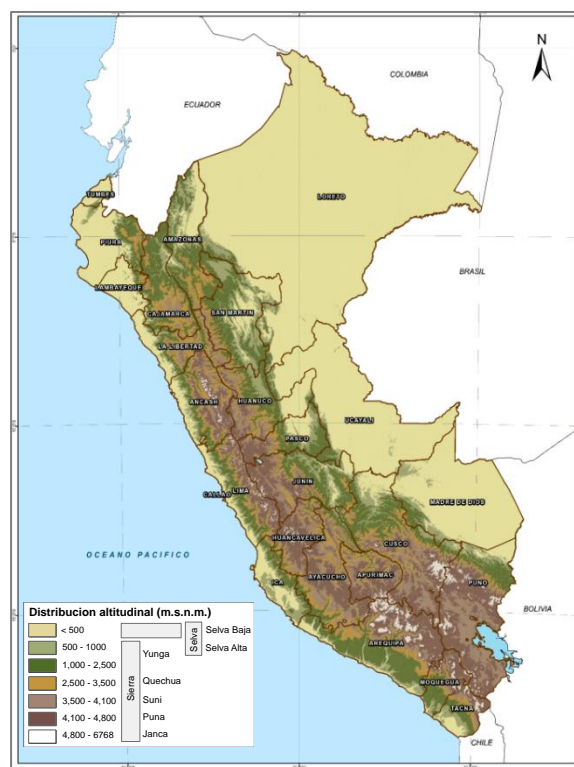 N
COLOMBIA
ECUADOR
TUMBES
LORETO
PIURA
AMAZONAS
BRASIL
LAMBAYEQUE
CAJAMARCA
SAN MARTIN
LA LIBERTAD
ANCASH
HUANUCO
UCAYALI
PASCO
JUNIN
CALLAO
LIMA
MADRE DE DIOS
HUANCAVELICA
CUSCO
OCEANO PACIFICO
AYACUCHO
APURIMAC
PUNO
ICA
BOLIVIA
AREQUIPA
MOQUEGUA
TACNA
CHILE
Distribucion altitudinal (m.s.n.m.)
< 500
500 - 1000
1,000 - 2,500
2,500 - 3,500
3,500 - 4,100
4,100 - 4,800
4,800 - 6768
Selva
Selva Baja
Selva Alta
Sierra
Yunga
Quechua
Suni
Puna
Janca